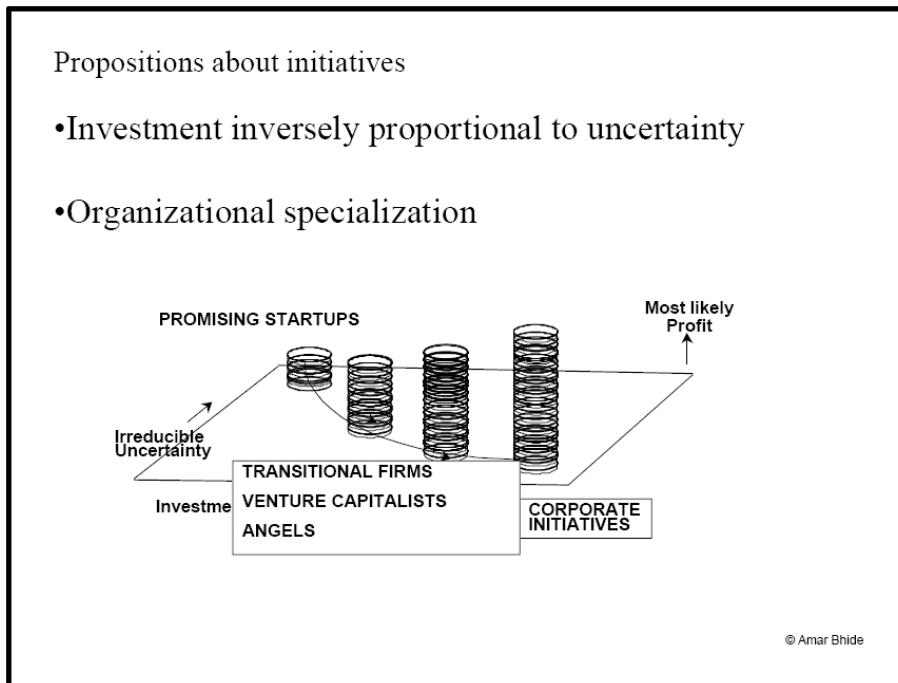 Propositions about initiatives
•Investment inversely proportional to uncertainty
•Organizational specialization
PROMISING STARTUPS
Most likely
Profit
Irreducible
Uncertainty
Investme
TRANSITIONAL FIRMS
VENTURE CAPITALISTS
ANGELS
CORPORATE
INITIATIVES
© Amar Bhide